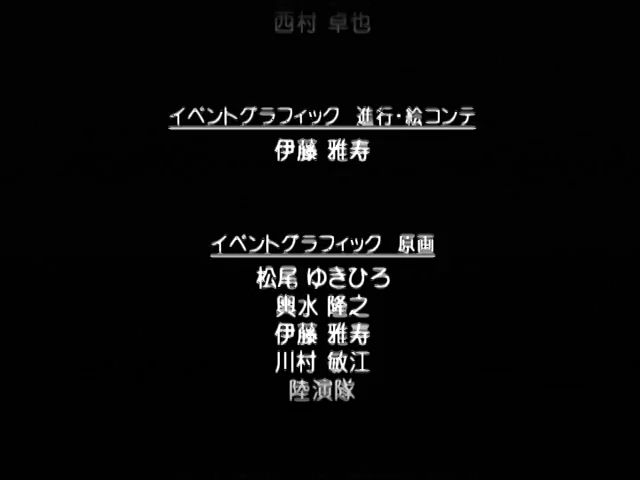 西村 卓也
イベントグラフィック 進行・絵コンテ
伊藤 雅寿
イベントグラフィック 原画
松尾 ゆきひろ
輿水 隆之
伊藤 雅寿
川村 敏江
陸演隊